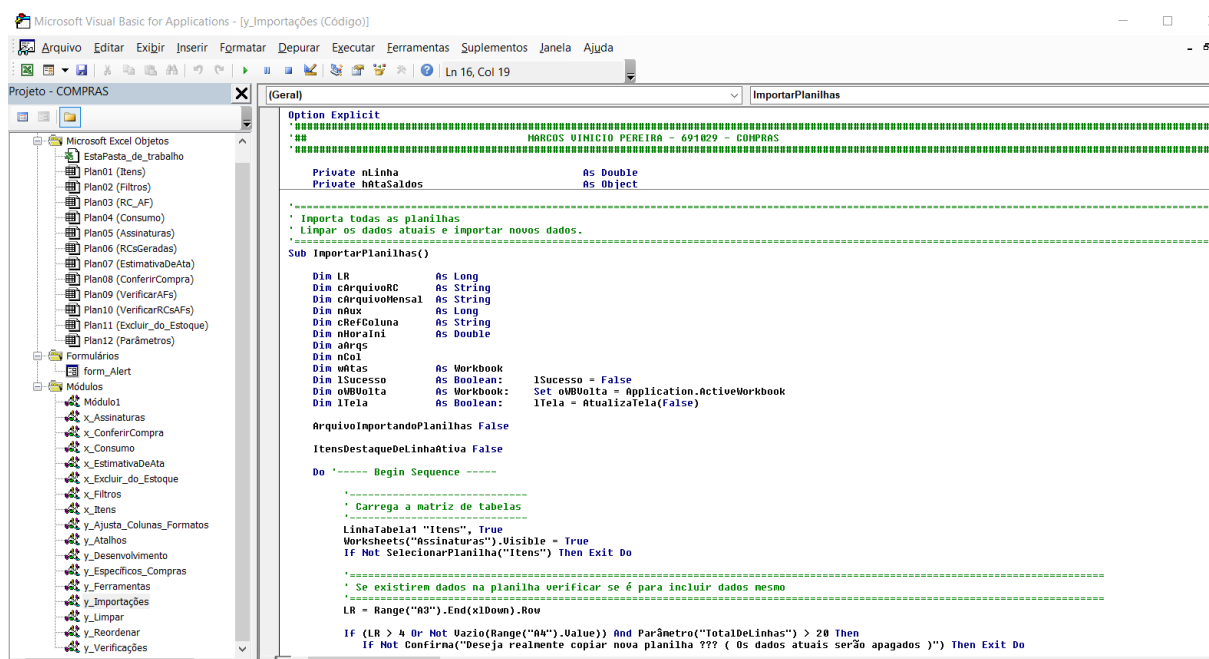 Microsoft Visual Basic for Applications - [y_Importações (Código)]
Arquivo Editar Exibir Inserir Formatar Depurar Executar Ferramentas Suplementos Janela Ajuda
Ln 16, Col 19
Projeto - COMPRAS
Microsoft Excel Objetos
EstaPasta_de_trabalho
Plan01 (Itens)
Plan02 (Filtros)
Plan03 (RC_AF)
Plan04 (Consumo)
Plan05 (Assinaturas)
Plan06 (RCsGeradas)
Plan07 (EstimativaDeAta)
Plan08 (ConferirCompra)
Plan09 (VerificarAFs)
Plan10 (VerificarRCsAFs)
Plan11 (Excluir_do_Estoque)
Plan12 (Parâmetros)
Formulários
form_Alert
Módulos
Módulo1
x_Assinaturas
x_ConferirCompra
x_Consumo
x_EstimativaDeAta
x_Excluir_do_Estoque
x_Filtros
x_Itens
y_Ajusta_Colunas_Formatos
y_Atalhos
y_Desenvolvimento
y_Específicos_Compras
y_Ferramentas
y_Importações
y_Limpar
y_Reordenar
y_Verificações
(Geral)
ImportarPlanilhas
Option Explicit
'## MARCOS VINICIO PEREIRA - 691029 - COMPRAS
Private nLinha As Double
Private hAtaSaldos As Object
' Importa todas as planilhas
' Limpar os dados atuais e importar novos dados.
Sub ImportarPlanilhas()
Dim LR As Long
Dim cArquivoRC As String
Dim cArquivoMensal As String
Dim nAux As Long
Dim cRefColuna As String
Dim nHoraIni As Double
Dim aArqs
Dim nCol
Dim wAtas As Workbook
Dim lSucesso As Boolean: lSucesso = False
Dim oWBVolta As Workbook: Set oWBVolta = Application.ActiveWorkbook
Dim lTela As Boolean: lTela = AtualizaTela(False)
ArquivoImportandoPlanilhas False
ItensDestaqueDeLinhaAtiva False
Do '----- Begin Sequence -----
'-----------------------------
' Carrega a matriz de tabelas
'-----------------------------
LinhaTabela1 "Itens", True
Worksheets("Assinaturas").Visible = True
If Not SelecionarPlanilha("Itens") Then Exit Do
' Se existirem dados na planilha verificar se é para incluir dados mesmo
LR = Range("A3").End(xlDown).Row
If (LR > 4 Or Not Vazio(Range("A4").Value)) And Parâmetro("TotalDeLinhas") > 20 Then
If Not Confirma("Deseja realmente copiar nova planilha ??? ( Os dados atuais serão apagados )") Then Exit Do